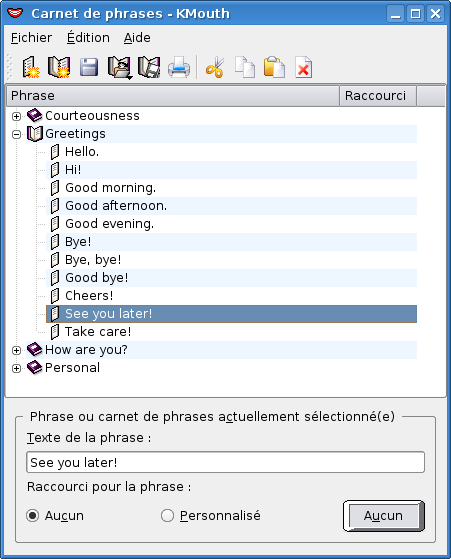 Carnet de phrases - KMouth
Fichier Édition Aide
Phrase Raccourci
Courteousness
Greetings
Hello.
Hi!
Good morning.
Good afternoon.
Good evening.
Bye!
Bye, bye!
Good bye!
Cheers!
See you later!
Take care!
How are you?
Personal
Phrase ou carnet de phrases actuellement sélectionné(e)
Texte de la phrase :
See you later!
Raccourci pour la phrase :
Aucun Personnalisé Aucun